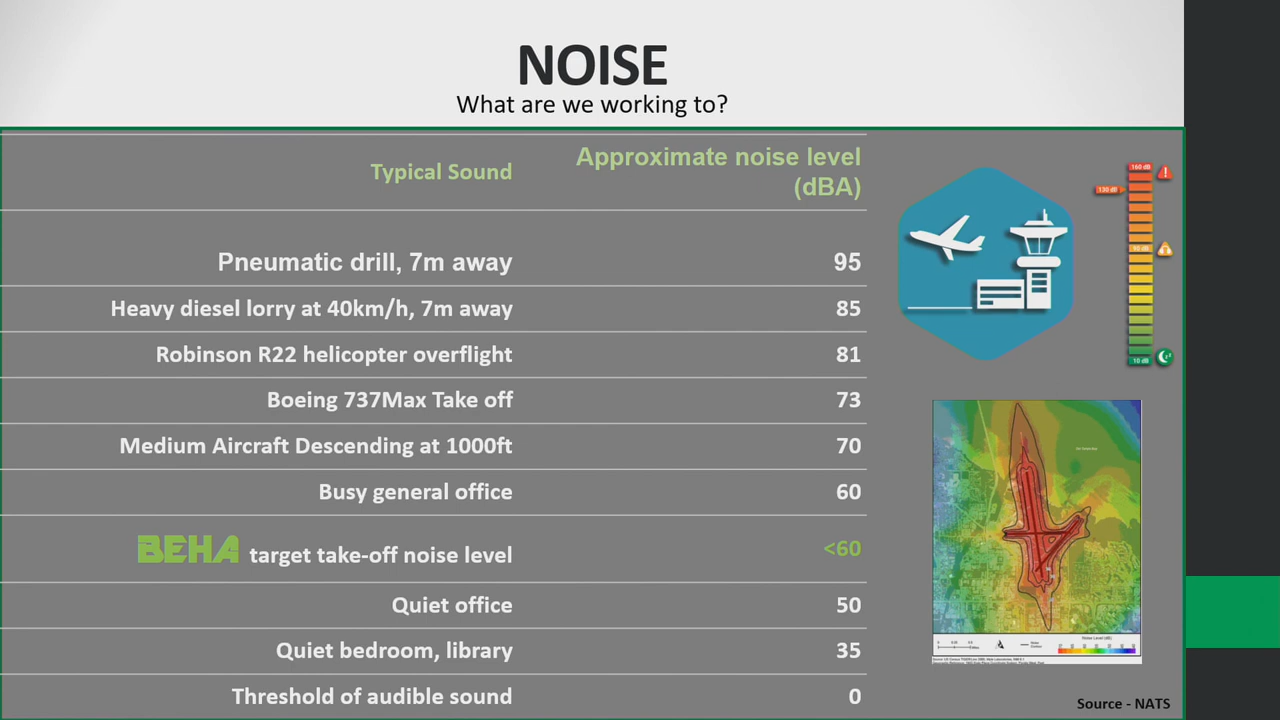 NOISE
What are we working to?
Typical Sound
Approximate noise level
(dBA)
Pneumatic drill, 7m away 95
Heavy diesel lorry at 40km/h, 7m away 85
Robinson R22 helicopter overflight 81
Boeing 737Max Take off 73
Medium Aircraft Descending at 1000ft 70
Busy general office 60
BEHA target take-off noise level <60
Quiet office 50
Quiet bedroom, library 35
Threshold of audible sound 0
160 dB
130 dB
10 dB
Noise Level (dB)
Source - NATS